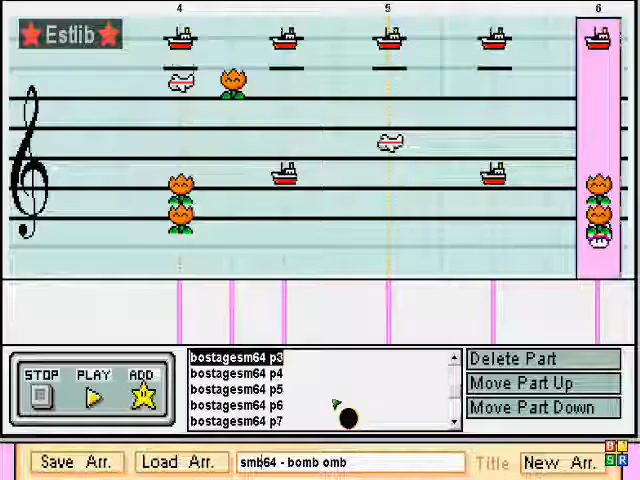 4 5 6
Estlib
bostagesm64 p3
bostagesm64 p4
bostagesm64 p5
bostagesm64 p6
bostagesm64 p7
STOP PLAY ADD
Delete Part
Move Part Up
Move Part Down
Save Arr. Load Arr. smb64 - bomb omb Title New Arr.